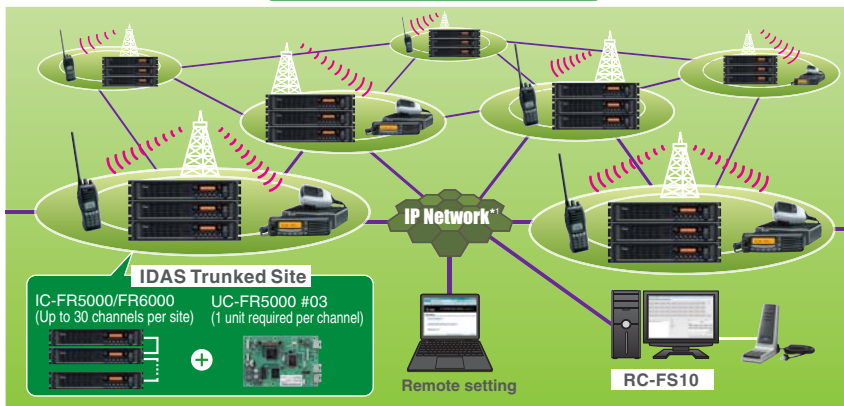 IP Network*1
IDAS Trunked Site
IC-FR5000/FR6000
(Up to 30 channels per site)
UC-FR5000 #03
(1 unit required per channel)
Remote setting
RC-FS10